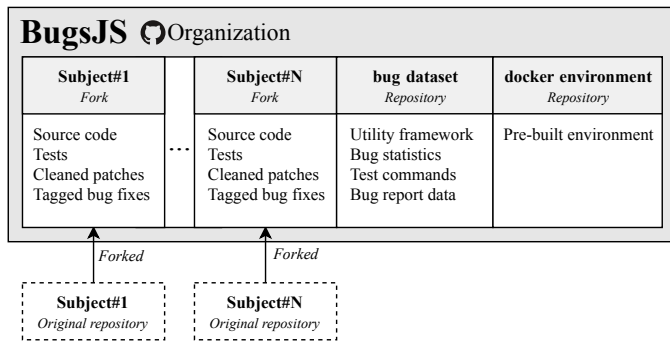 BugsJS Organization
Subject#1
Fork
Source code
Tests
Cleaned patches
Tagged bug fixes
...
Subject#N
Fork
Source code
Tests
Cleaned patches
Tagged bug fixes
bug dataset
Repository
Utility framework
Bug statistics
Test commands
Bug report data
docker environment
Repository
Pre-built environment
Forked
Forked
Subject#1
Original repository
Subject#N
Original repository